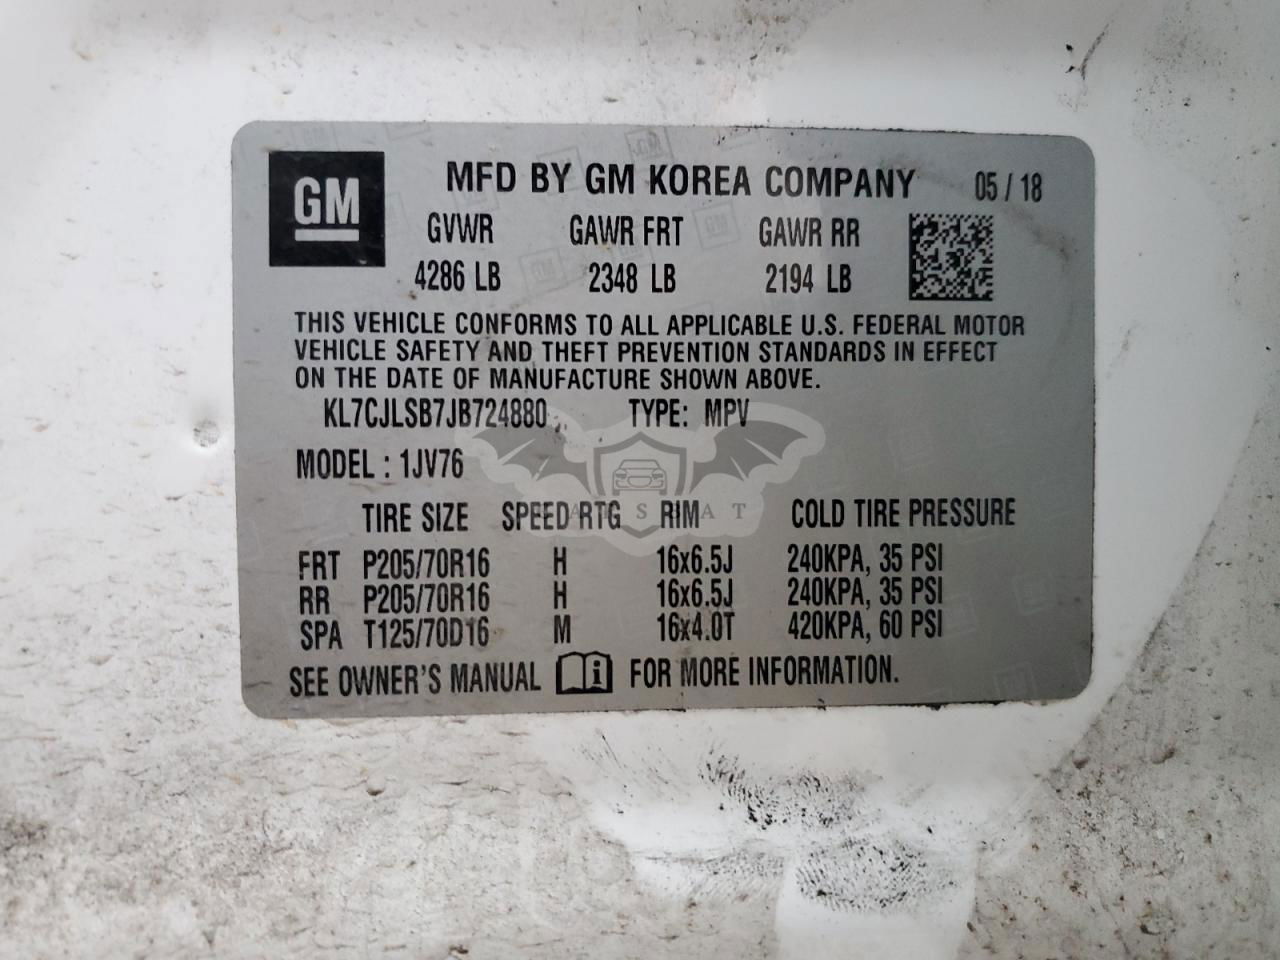 GM
MFD BY GM KOREA COMPANY 05 / 18
GVWR GAWR FRT GAWR RR
4286 LB 2348 LB 2194 LB
THIS VEHICLE CONFORMS TO ALL APPLICABLE U.S. FEDERAL MOTOR
VEHICLE SAFETY AND THEFT PREVENTION STANDARDS IN EFFECT
ON THE DATE OF MANUFACTURE SHOWN ABOVE.
KL7CJLSB7JB724880 TYPE: MPV
MODEL : 1JV76
TIRE SIZE SPEED RTG RIM COLD TIRE PRESSURE
FRT P205/70R16 H 16x6.5J 240KPA, 35 PSI
RR P205/70R16 H 16x6.5J 240KPA, 35 PSI
SPA T125/70D16 M 16x4.0T 420KPA, 60 PSI
SEE OWNER'S MANUAL i FOR MORE INFORMATION.